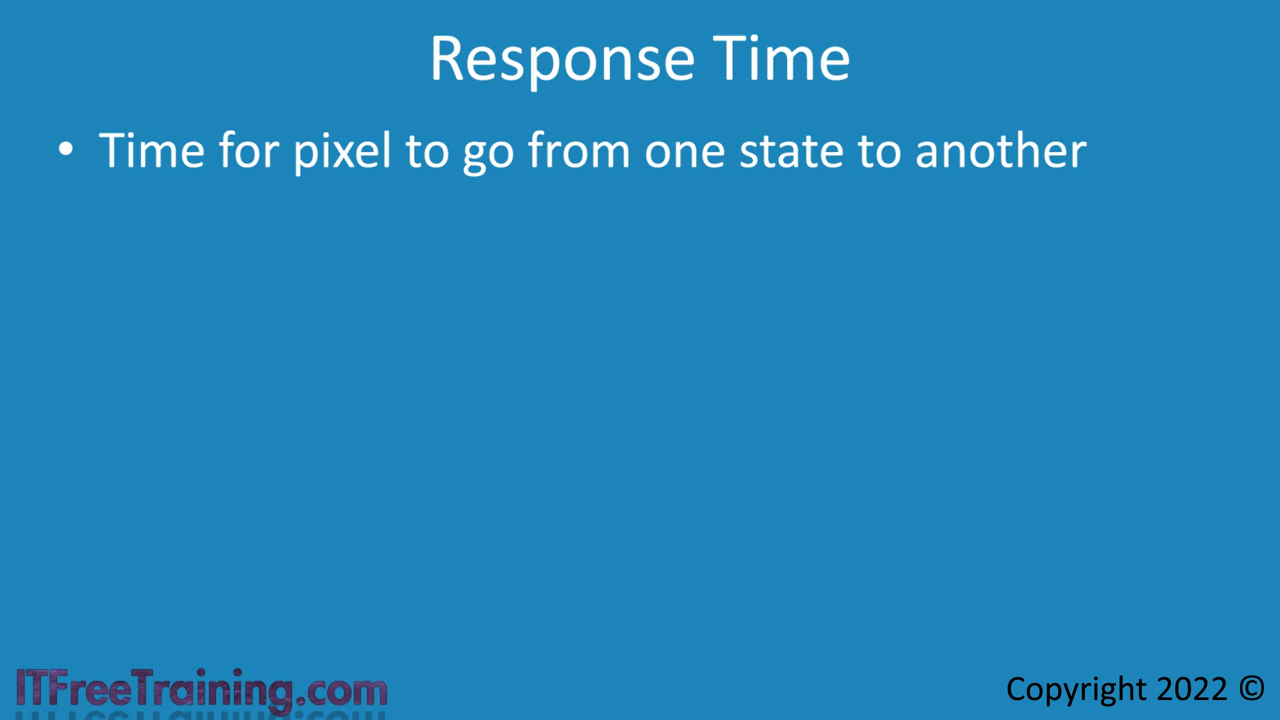 Response Time
• Time for pixel to go from one state to another
ITFreeTraining.com
Copyright 2022 ©